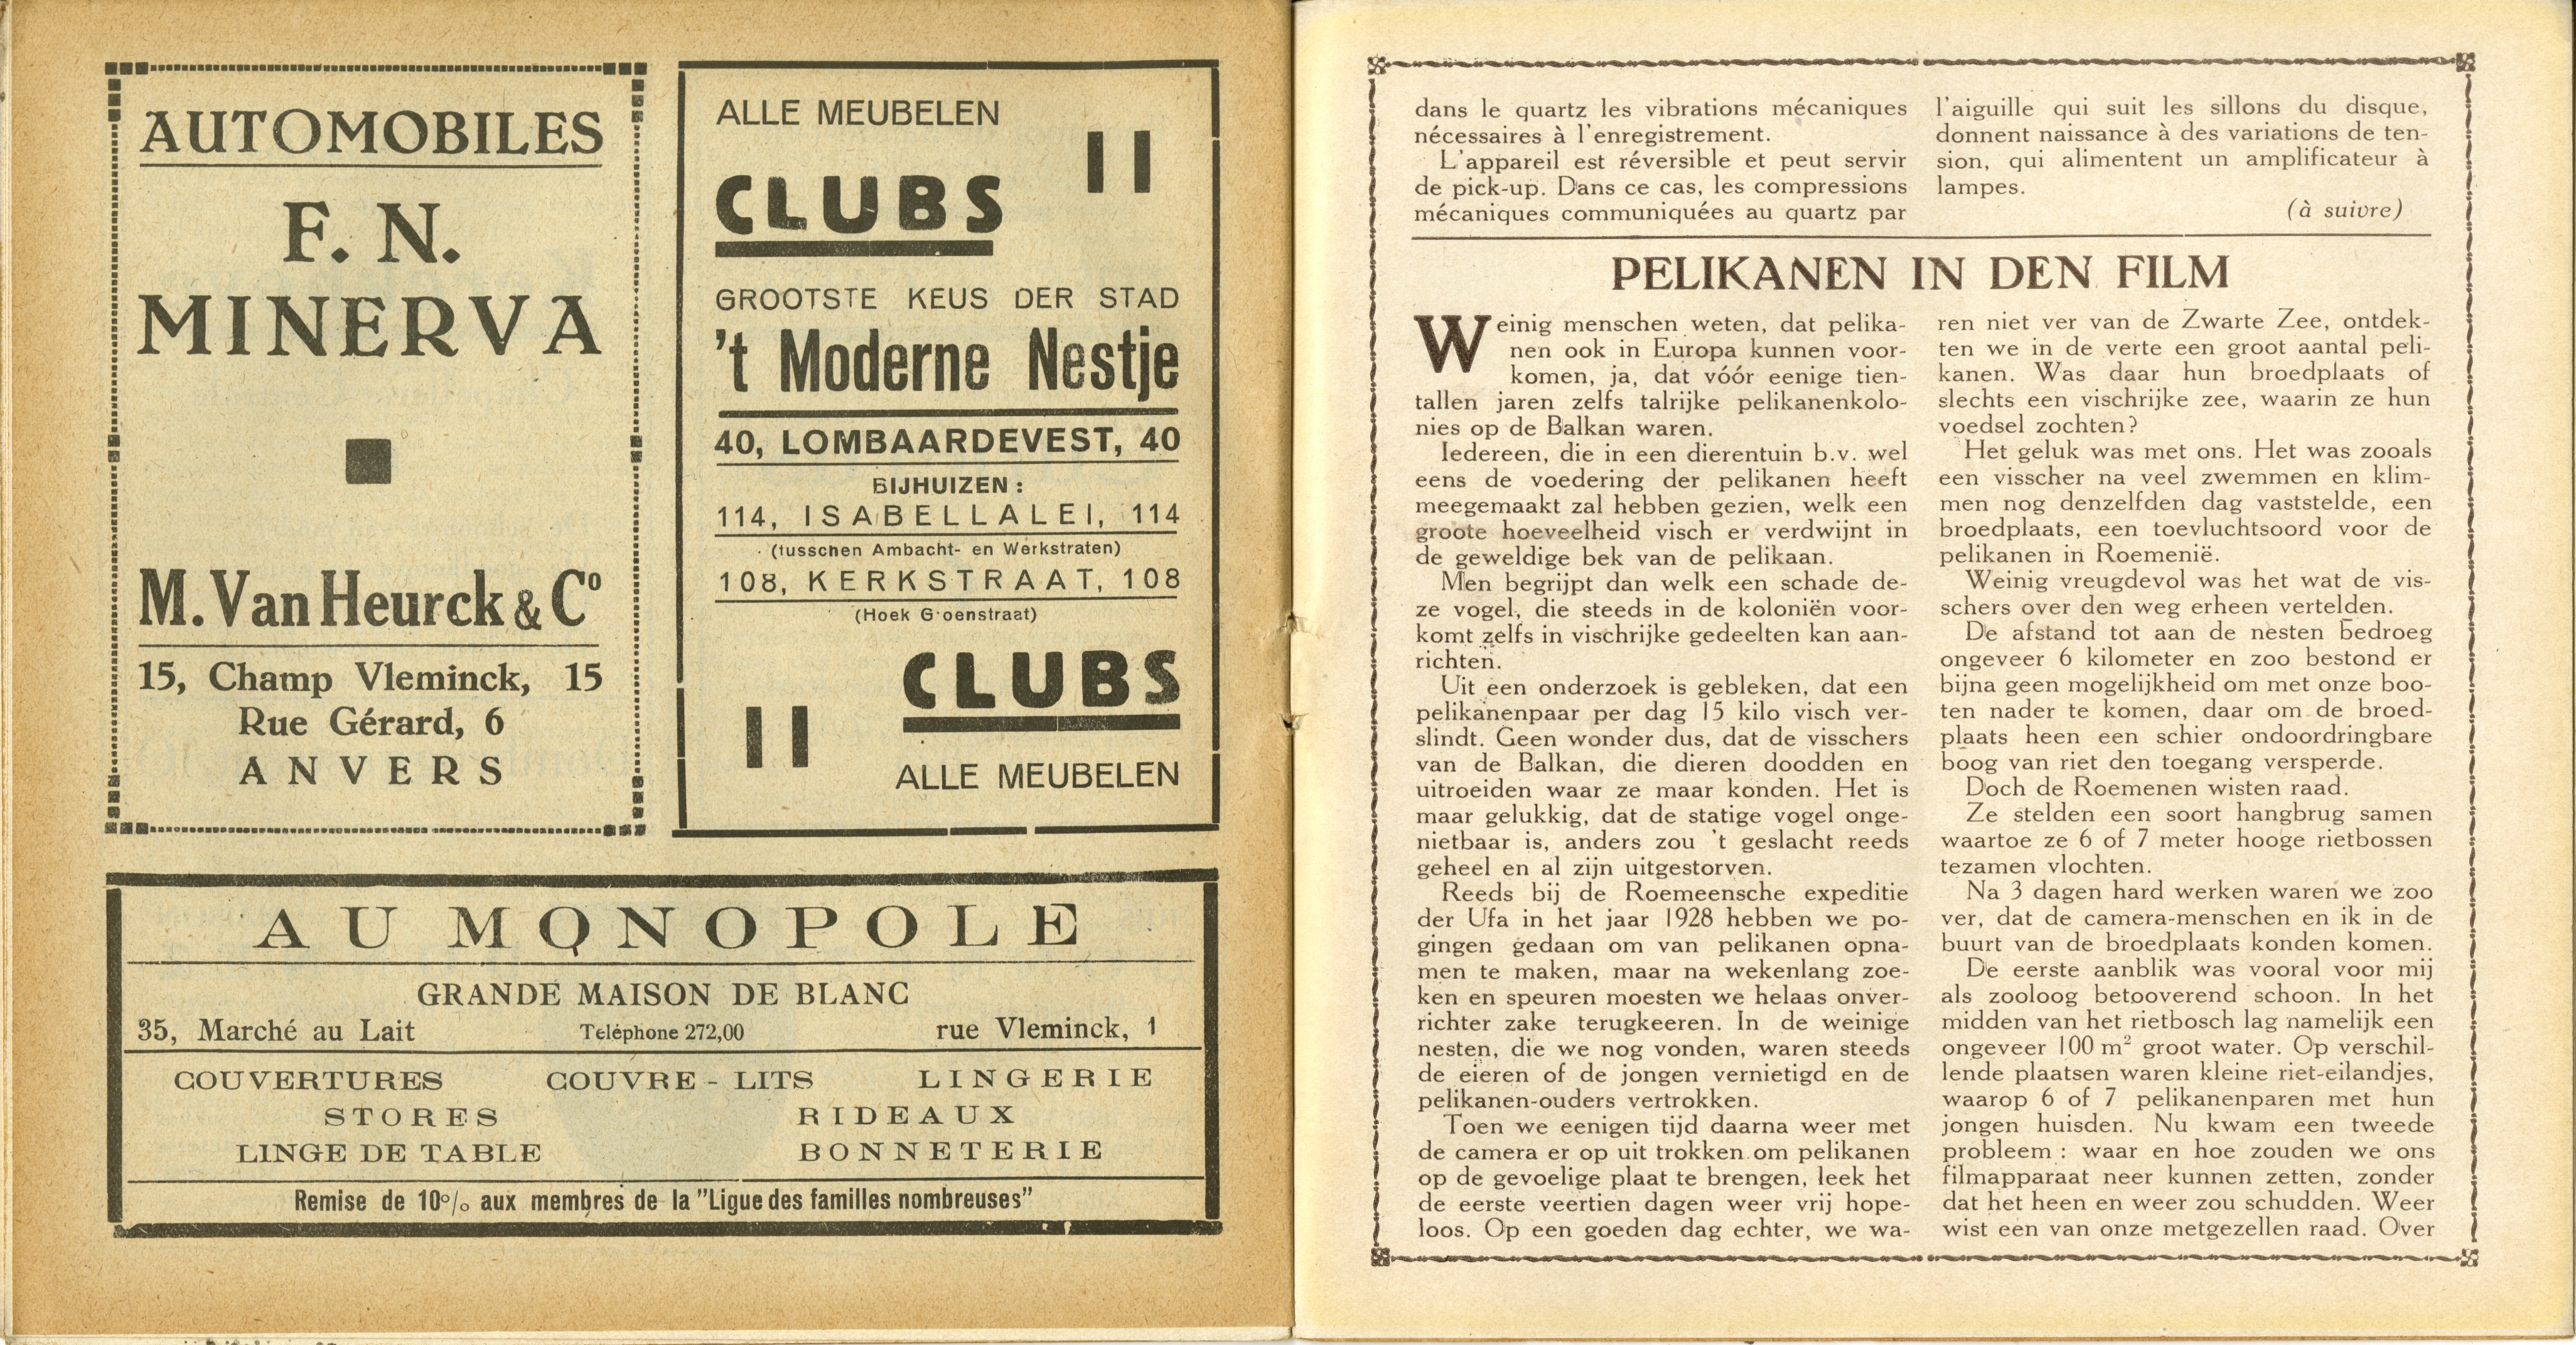 AUTOMOBILES
F. N.
MINERVA
M. Van Heurck & Cº
15, Champ Vleminck, 15
Rue Gérard, 6
ANVERS
ALLE MEUBELEN
CLUBS
GROOTSTE KEUS DER STAD
't Moderne Nestje
40, LOMBAARDEVEST, 40
BIJHUIZEN :
114, ISABELLALEI, 114
(tusschen Ambacht- en Werkstraten)
108, KERKSTRAAT, 108
(Hoek G oenstraat)
CLUBS
ALLE MEUBELEN
AU MONOPOLE
GRANDE MAISON DE BLANC
35, Marché au Lait Teléphone 272,00 rue Vleminck, 1
COUVERTURES COUVRE - LITS LINGERIE
STORES RIDEAUX
LINGE DE TABLE BONNETERIE
Remise de 10% aux membres de la "Ligue des familles nombreuses"
dans le quartz les vibrations mécaniques
nécessaires à l'enregistrement.
L'appareil est réversible et peut servir
de pick-up. Dans ce cas, les compressions
mécaniques communiquées au quartz par
l'aiguille qui suit les sillons du disque,
donnent naissance à des variations de ten-
sion, qui alimentent un amplificateur à
lampes.
(à suivre)
PELIKANEN IN DEN FILM
Weinig menschen weten, dat pelika-
nen ook in Europa kunnen voor-
komen, ja, dat vóór eenige tien-
tallen jaren zelfs talrijke pelikanenkolo-
nies op de Balkan waren.
Iedereen, die in een dierentuin b.v. wel
eens de voedering der pelikanen heeft
meegemaakt zal hebben gezien, welk een
groote hoeveelheid visch er verdwijnt in
de geweldige bek van de pelikaan.
Men begrijpt dan welk een schade de-
ze vogel, die steeds in de koloniën voor-
komt zelfs in vischrijke gedeelten kan aan-
richten.
Uit een onderzoek is gebleken, dat een
pelikanenpaar per dag 15 kilo visch ver-
slindt. Geen wonder dus, dat de visschers
van de Balkan, die dieren doodden en
uitroeiden waar ze maar konden. Het is
maar gelukkig, dat de statige vogel onge-
nietbaar is, anders zou 't geslacht reeds
geheel en al zijn uitgestorven.
Reeds bij de Roemeensche expeditie
der Ufa in het jaar 1928 hebben we po-
gingen gedaan om van pelikanen opna-
men te maken, maar na wekenlang zoe-
ken en speuren moesten we helaas onver-
richter zake terugkeeren. In de weinige
nesten, die we nog vonden, waren steeds
de eieren of de jongen vernietigd en de
pelikanen-ouders vertrokken.
Toen we eenigen tijd daarna weer met
de camera er op uit trokken om pelikanen
op de gevoelige plaat te brengen, leek het
de eerste veertien dagen weer vrij hope-
loos. Op een goeden dag echter, we wa-
ren niet ver van de Zwarte Zee, ontdek-
ten we in de verte een groot aantal peli-
kanen. Was daar hun broedplaats of
slechts een vischrijke zee, waarin ze hun
voedsel zochten?
Het geluk was met ons. Het was zooals
een visscher na veel zwemmen en klim-
men nog denzelfden dag vaststelde, een
broedplaats, een toevluchtsoord voor de
pelikanen in Roemenië.
Weinig vreugdevol was het wat de vis-
schers over den weg erheen vertelden.
De afstand tot aan de nesten bedroeg
ongeveer 6 kilometer en zoo bestond er
bijna geen mogelijkheid om met onze boo-
ten nader te komen, daar om de broed-
plaats heen een schier ondoordringbare
boog van riet den toegang versperde.
Doch de Roemenen wisten raad.
Ze stelden een soort hangbrug samen
waartoe ze 6 of 7 meter hooge rietbossen
tezamen vlochten.
Na 3 dagen hard werken waren we zoo
ver, dat de camera-menschen en ik in de
buurt van de broedplaats konden komen.
De eerste aanblik was vooral voor mij
als zooloog betooverend schoon. In het
midden van het rietbosch lag namelijk een
ongeveer 100 m² groot water. Op verschil-
lende plaatsen waren kleine riet-eilandjes,
waarop 6 of 7 pelikanenparen met hun
jongen huisden. Nu kwam een tweede
probleem : waar en hoe zouden we ons
filmapparaat neer kunnen zetten, zonder
dat het heen en weer zou schudden. Weer
wist een van onze metgezellen raad. Over